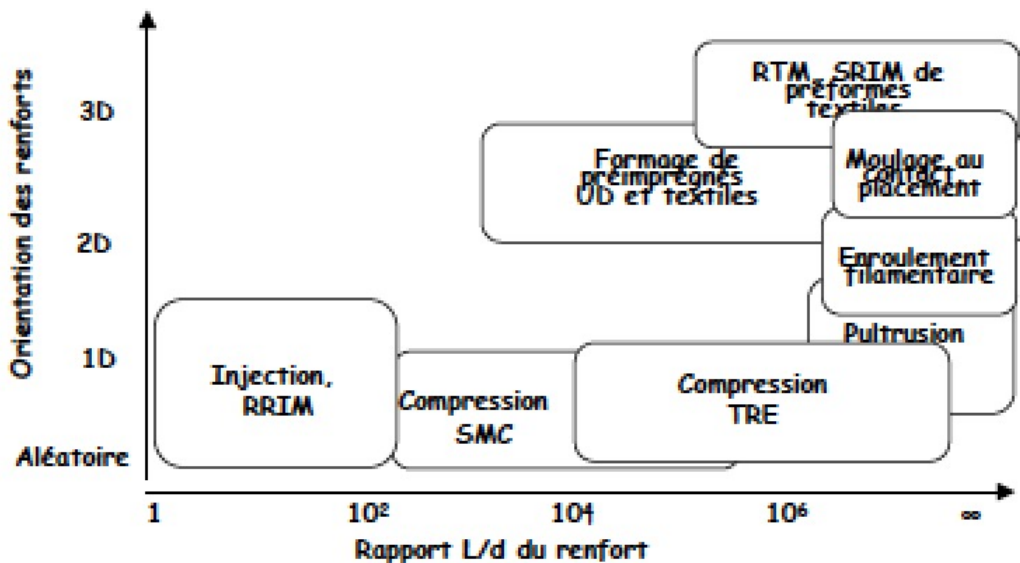 Orientation des renforts
3D
2D
1D
Aléatoire
RTM, SRIM de
préformes
textiles
Formage de
préimprégnés
UD et textiles
Moulage au
contact,
placement
Enroulement
filamentaire
Pultrusion
Injection,
RRIM
Compression
SMC
Compression
TRE
1
10²
10⁴
10⁶
∞
Rapport L/d du renfort